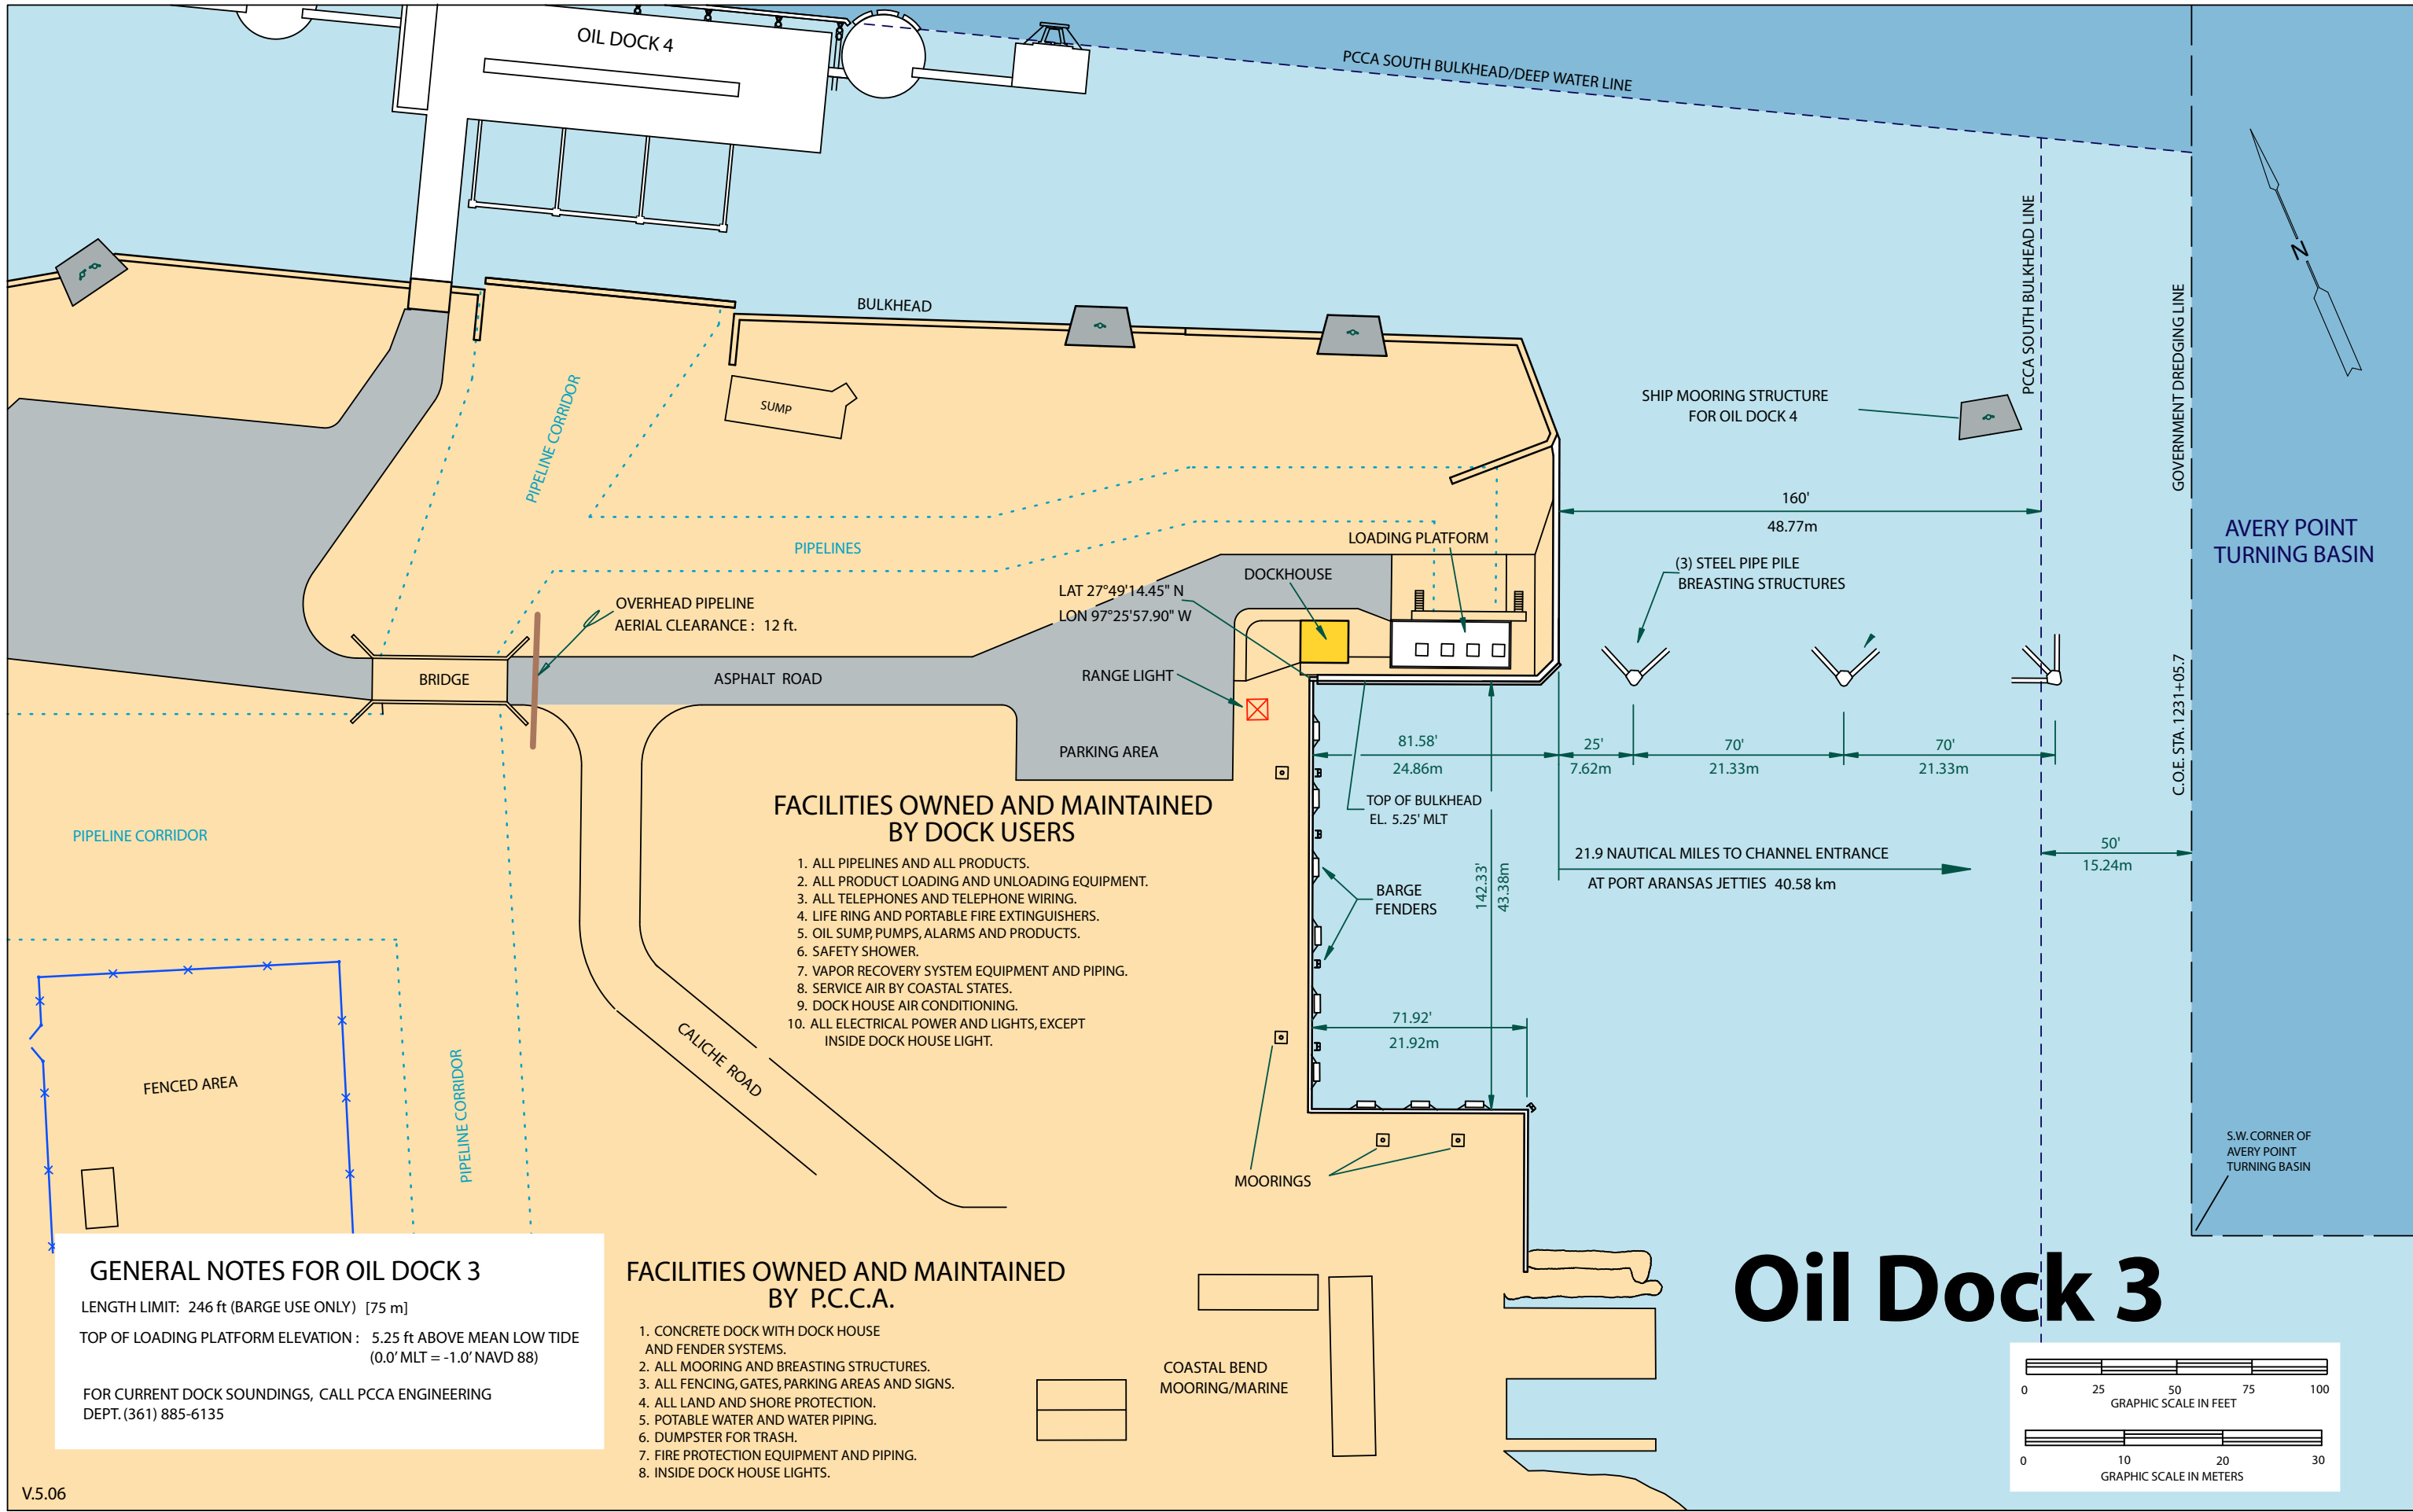 OIL DOCK 4
PCCA SOUTH BULKHEAD/DEEP WATER LINE
PCCA SOUTH BULKHEAD LINE
GOVERNMENT DREDGING LINE
N
BULKHEAD
SUMP
PIPELINE CORRIDOR
SHIP MOORING STRUCTURE
FOR OIL DOCK 4
160'
48.77m
AVERY POINT
TURNING BASIN
PIPELINES
LOADING PLATFORM
DOCKHOUSE
(3) STEEL PIPE PILE
BREASTING STRUCTURES
LAT 27°49'14.45" N
LON 97°25'57.90" W
OVERHEAD PIPELINE
AERIAL CLEARANCE : 12 ft.
BRIDGE
ASPHALT ROAD
RANGE LIGHT
C.O.E. STA. 1231+05.7
PARKING AREA
81.58'
24.86m
25'
7.62m
70'
21.33m
70'
21.33m
TOP OF BULKHEAD
EL. 5.25' MLT
FACILITIES OWNED AND MAINTAINED
BY DOCK USERS
1. ALL PIPELINES AND ALL PRODUCTS.
2. ALL PRODUCT LOADING AND UNLOADING EQUIPMENT.
3. ALL TELEPHONES AND TELEPHONE WIRING.
4. LIFE RING AND PORTABLE FIRE EXTINGUISHERS.
5. OIL SUMP, PUMPS, ALARMS AND PRODUCTS.
6. SAFETY SHOWER.
7. VAPOR RECOVERY SYSTEM EQUIPMENT AND PIPING.
8. SERVICE AIR BY COASTAL STATES.
9. DOCK HOUSE AIR CONDITIONING.
10. ALL ELECTRICAL POWER AND LIGHTS, EXCEPT
INSIDE DOCK HOUSE LIGHT.
PIPELINE CORRIDOR
21.9 NAUTICAL MILES TO CHANNEL ENTRANCE
AT PORT ARANSAS JETTIES 40.58 km
50'
15.24m
142.33'
43.38m
BARGE
FENDERS
71.92'
21.92m
CALICHE ROAD
FENCED AREA
PIPELINE CORRIDOR
MOORINGS
S.W. CORNER OF
AVERY POINT
TURNING BASIN
Oil Dock 3
GENERAL NOTES FOR OIL DOCK 3
LENGTH LIMIT: 246 ft (BARGE USE ONLY) [75 m]
TOP OF LOADING PLATFORM ELEVATION : 5.25 ft ABOVE MEAN LOW TIDE
(0.0' MLT = -1.0' NAVD 88)
FOR CURRENT DOCK SOUNDINGS, CALL PCCA ENGINEERING
DEPT. (361) 885-6135
FACILITIES OWNED AND MAINTAINED
BY P.C.C.A.
1. CONCRETE DOCK WITH DOCK HOUSE
AND FENDER SYSTEMS.
2. ALL MOORING AND BREASTING STRUCTURES.
3. ALL FENCING, GATES, PARKING AREAS AND SIGNS.
4. ALL LAND AND SHORE PROTECTION.
5. POTABLE WATER AND WATER PIPING.
6. DUMPSTER FOR TRASH.
7. FIRE PROTECTION EQUIPMENT AND PIPING.
8. INSIDE DOCK HOUSE LIGHTS.
COASTAL BEND
MOORING/MARINE
0 25 50 75 100
GRAPHIC SCALE IN FEET
0 10 20 30
GRAPHIC SCALE IN METERS
V.5.06